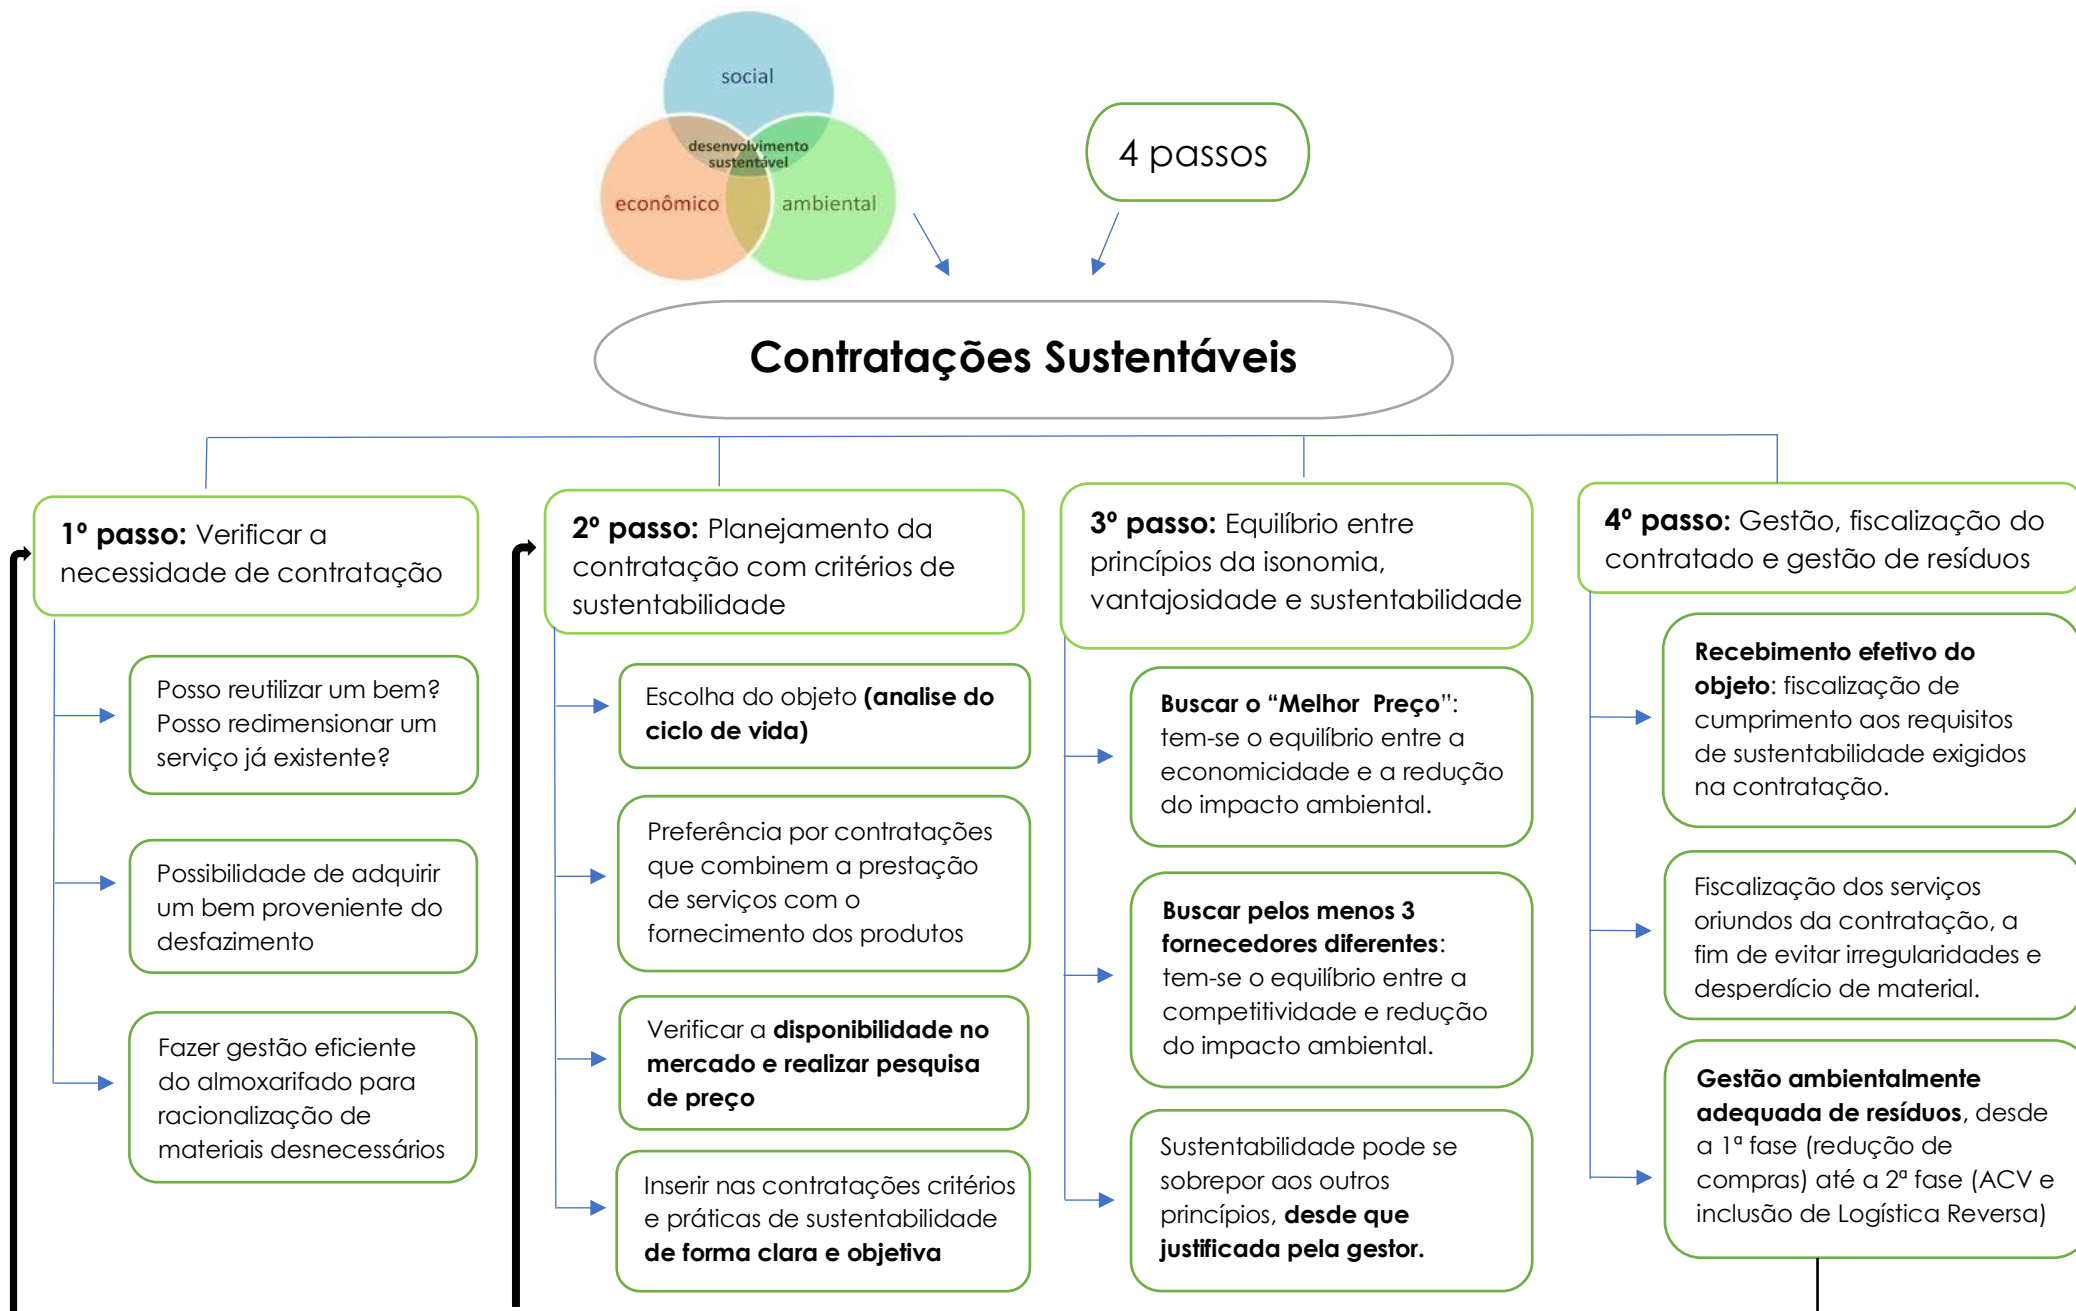 social
desenvolvimento
sustentável
econômico
ambiental
4 passos
Contratações Sustentáveis
1º passo: Verificar a
necessidade de contratação
Posso reutilizar um bem?
Posso redimensionar um
serviço já existente?
Possibilidade de adquirir
um bem proveniente do
desfazimento
Fazer gestão eficiente
do almoxarifado para
racionalização de
materiais desnecessários
2º passo: Planejamento da
contratação com critérios de
sustentabilidade
Escolha do objeto (analise do
ciclo de vida)
Preferência por contratações
que combinem a prestação
de serviços com o
fornecimento dos produtos
Verificar a disponibilidade no
mercado e realizar pesquisa
de preço
Inserir nas contratações critérios
e práticas de sustentabilidade
de forma clara e objetiva
3º passo: Equilíbrio entre
princípios da isonomia,
vantajosidade e sustentabilidade
Buscar o “Melhor Preço”:
tem-se o equilíbrio entre a
economicidade e a redução
do impacto ambiental.
Buscar pelos menos 3
fornecedores diferentes:
tem-se o equilíbrio entre a
competitividade e redução
do impacto ambiental.
Sustentabilidade pode se
sobrepor aos outros
princípios, desde que
justificada pela gestor.
4º passo: Gestão, fiscalização do
contratado e gestão de resíduos
Recebimento efetivo do
objeto: fiscalização de
cumprimento aos requisitos
de sustentabilidade exigidos
na contratação.
Fiscalização dos serviços
oriundos da contratação, a
fim de evitar irregularidades e
desperdício de material.
Gestão ambientalmente
adequada de resíduos, desde
a 1ª fase (redução de
compras) até a 2ª fase (ACV e
inclusão de Logística Reversa)